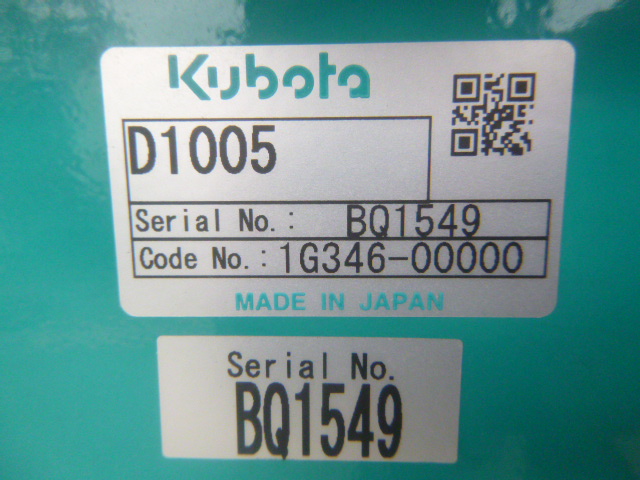 Kubota
D1005
Serial No.: BQ1549
Code No.: 1G346-00000
MADE IN JAPAN
Serial No.
BQ1549